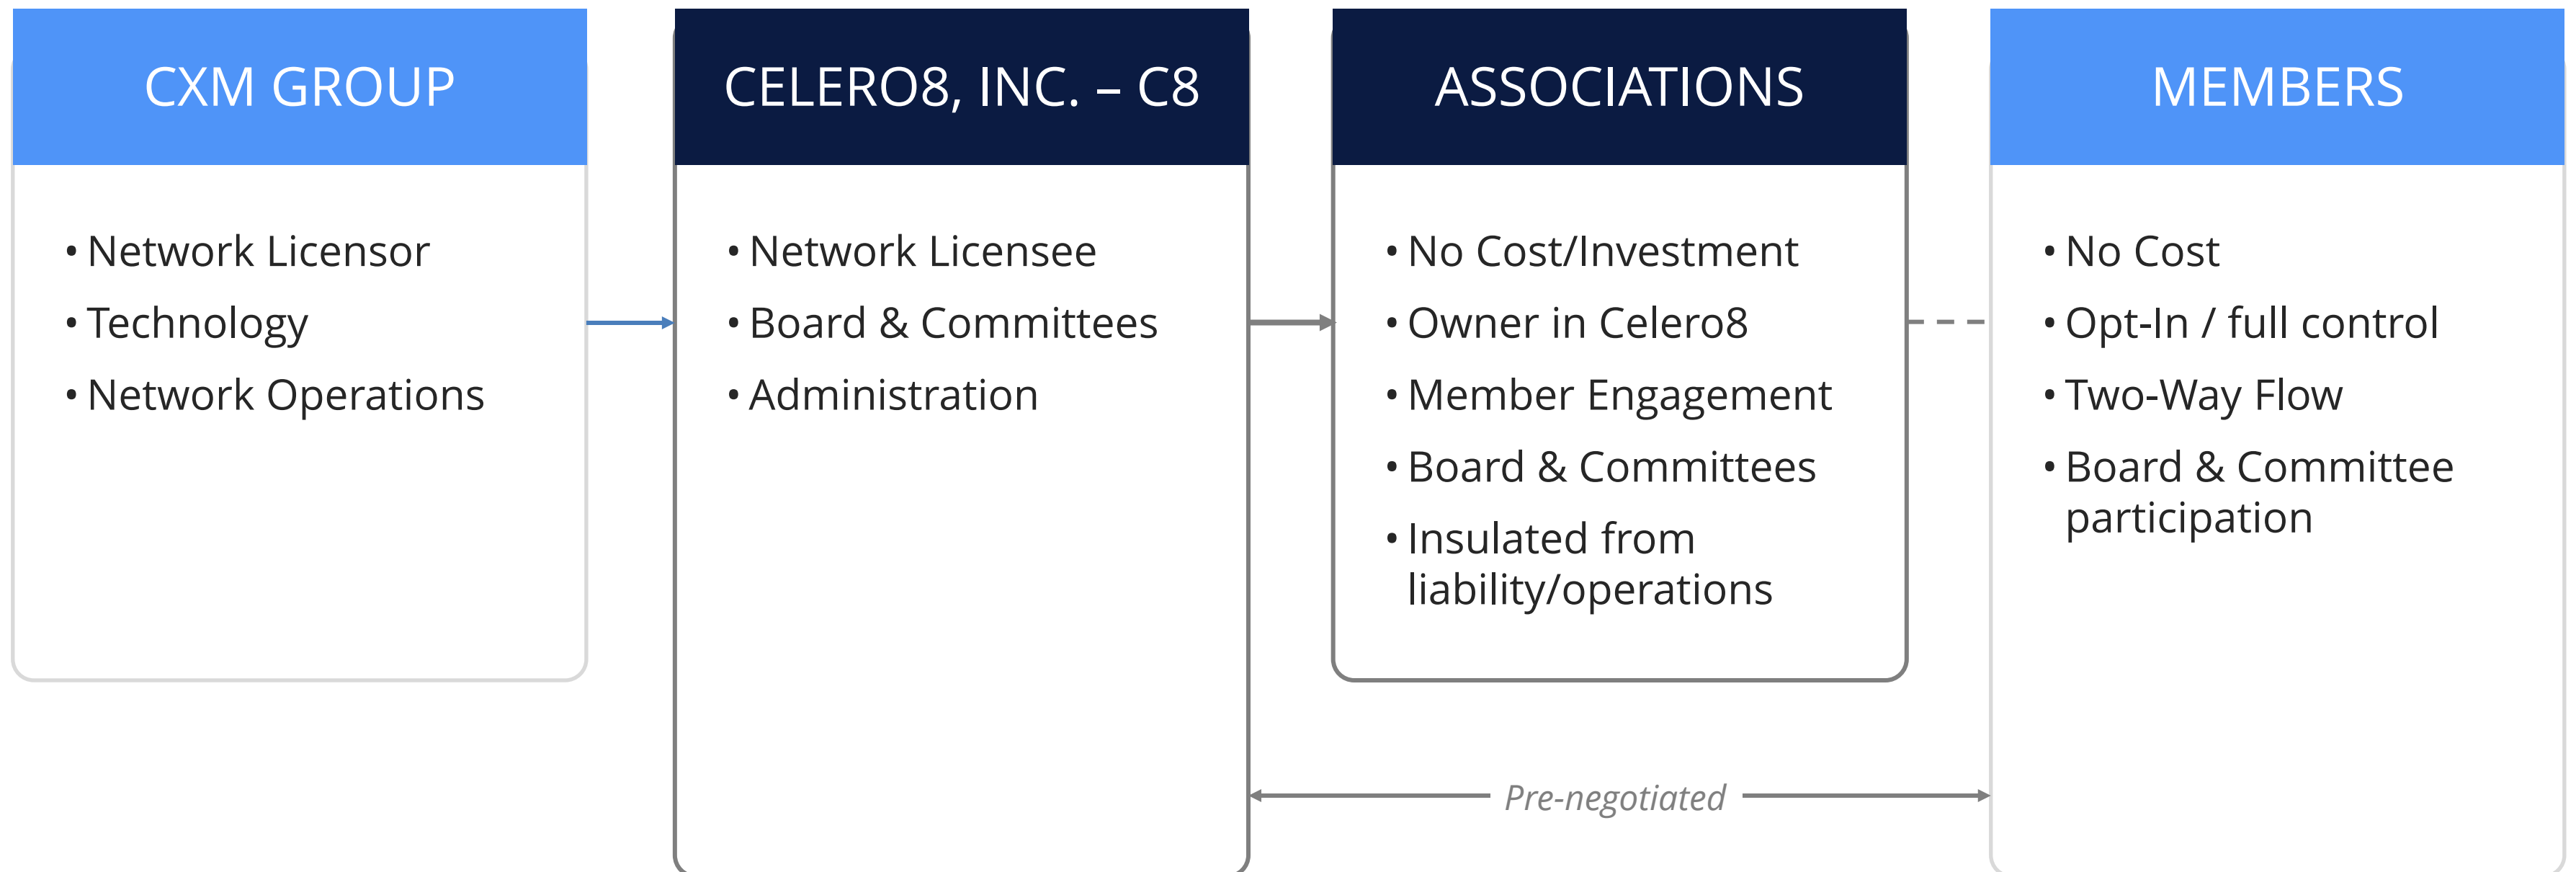 CXM GROUP
• Network Licensor
• Technology
• Network Operations
CELERO8, INC. – C8
• Network Licensee
• Board & Committees
• Administration
ASSOCIATIONS
• No Cost/Investment
• Owner in Celero8
• Member Engagement
• Board & Committees
• Insulated from
liability/operations
MEMBERS
• No Cost
• Opt-In / full control
• Two-Way Flow
• Board & Committee
participation
Pre-negotiated